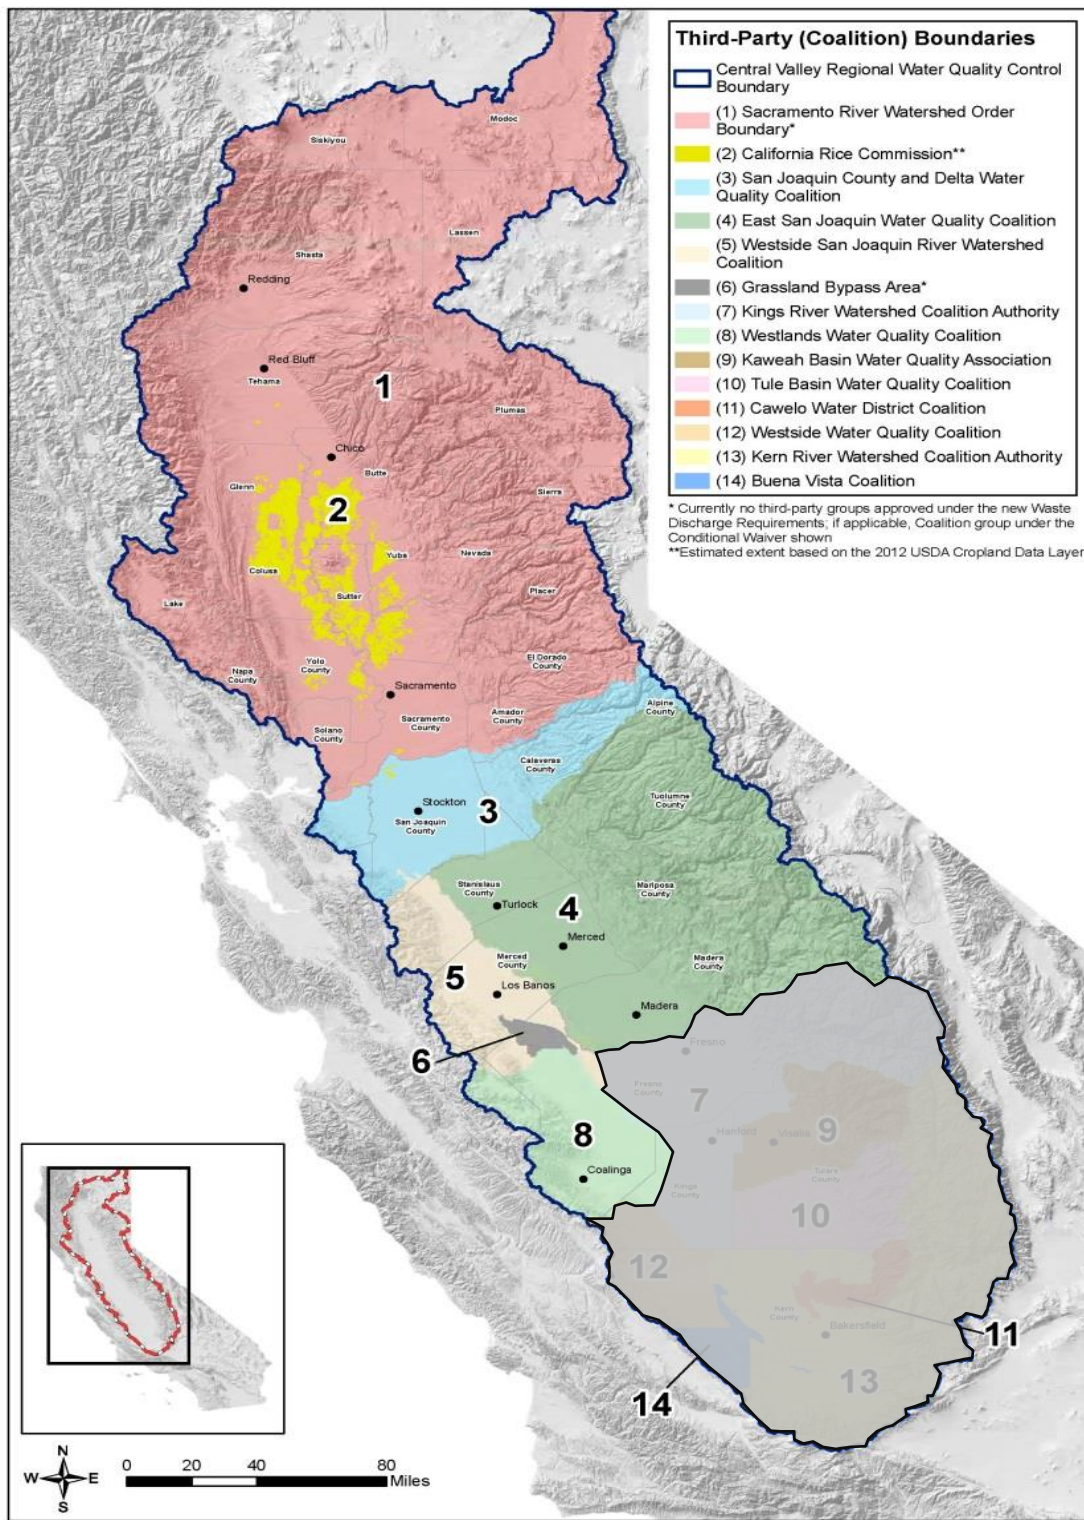 Third-Party (Coalition) Boundaries
Central Valley Regional Water Quality Control
Boundary
(1) Sacramento River Watershed Order
Boundary*
(2) California Rice Commission**
(3) San Joaquin County and Delta Water
Quality Coalition
(4) East San Joaquin Water Quality Coalition
(5) Westside San Joaquin River Watershed
Coalition
(6) Grassland Bypass Area*
(7) Kings River Watershed Coalition Authority
(8) Westlands Water Quality Coalition
(9) Kaweah Basin Water Quality Association
(10) Tule Basin Water Quality Coalition
(11) Cawelo Water District Coalition
(12) Westside Water Quality Coalition
(13) Kern River Watershed Coalition Authority
(14) Buena Vista Coalition
* Currently no third-party groups approved under the new Waste
Discharge Requirements; if applicable, Coalition group under the
Conditional Waiver shown
**Estimated extent based on the 2012 USDA Cropland Data Layer
Modoc
Siskiyou
Lassen
Shasta
Redding
Red Bluff
Tehama
1
Plumas
Chico
Butte
Glenn
Sierra
2
Yuba
Nevada
Colusa
Sutter
Placer
Lake
El Dorado
County
Yolo
County
Napa
County
Sacramento
Alpine
County
Amador
County
Sacramento
County
Solano
County
Calaveras
County
Tuolumne
County
Stockton
3
San Joaquin
County
Stanislaus
County
Mariposa
County
Turlock
4
Merced
Merced
County
Madera
County
5
Los Banos
Madera
6
Fresno
Fresno
County
7
8
Hanford
Visalia
9
Coalinga
Tulare
County
Kings
County
10
12
Kern
County
Bakersfield
11
13
14
N
W
E
S
0
20
40
80
Miles